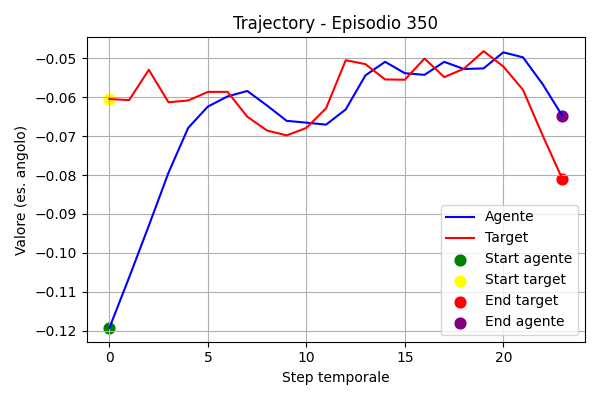 Trajectory - Episodio 350
Valore (es. angolo)
−0.05
−0.06
−0.07
−0.08
−0.09
−0.10
−0.11
−0.12
0
5
10
15
20
Step temporale
Agente
Target
Start agente
Start target
End target
End agente